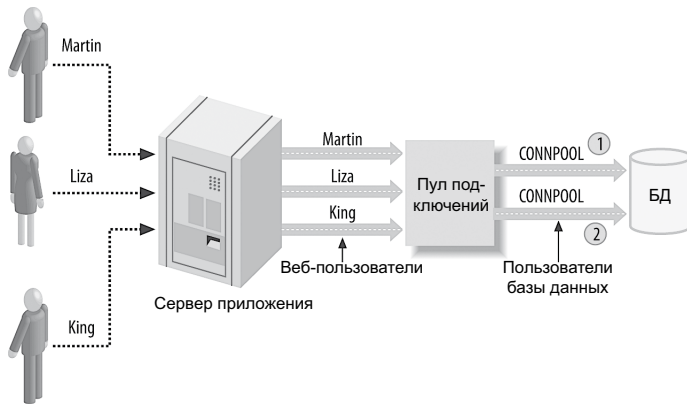 Martin
Liza
King
Сервер приложения
Martin
Liza
King
Веб-пользователи
Пул под-
ключений
CONNPOOL
1
CONNPOOL
2
Пользователи
базы данных
БД